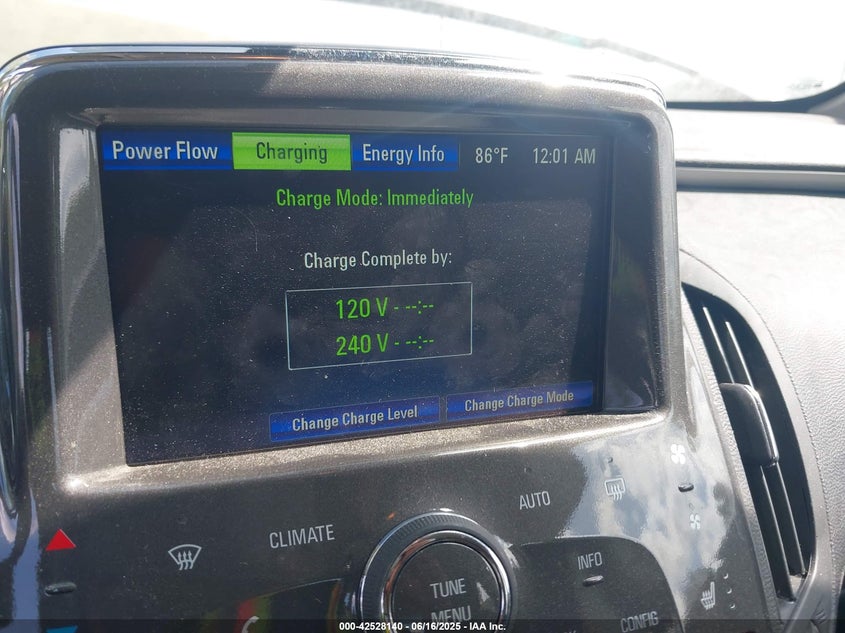 Power Flow Charging Energy Info 86°F 12:01 AM
Charge Mode: Immediately
Charge Complete by:
120 V - --:--
240 V - --:--
Change Charge Level Change Charge Mode
AUTO
CLIMATE
INFO
TUNE
MENU
CONFIG
000-42528140 - 06/16/2025 - IAA Inc.